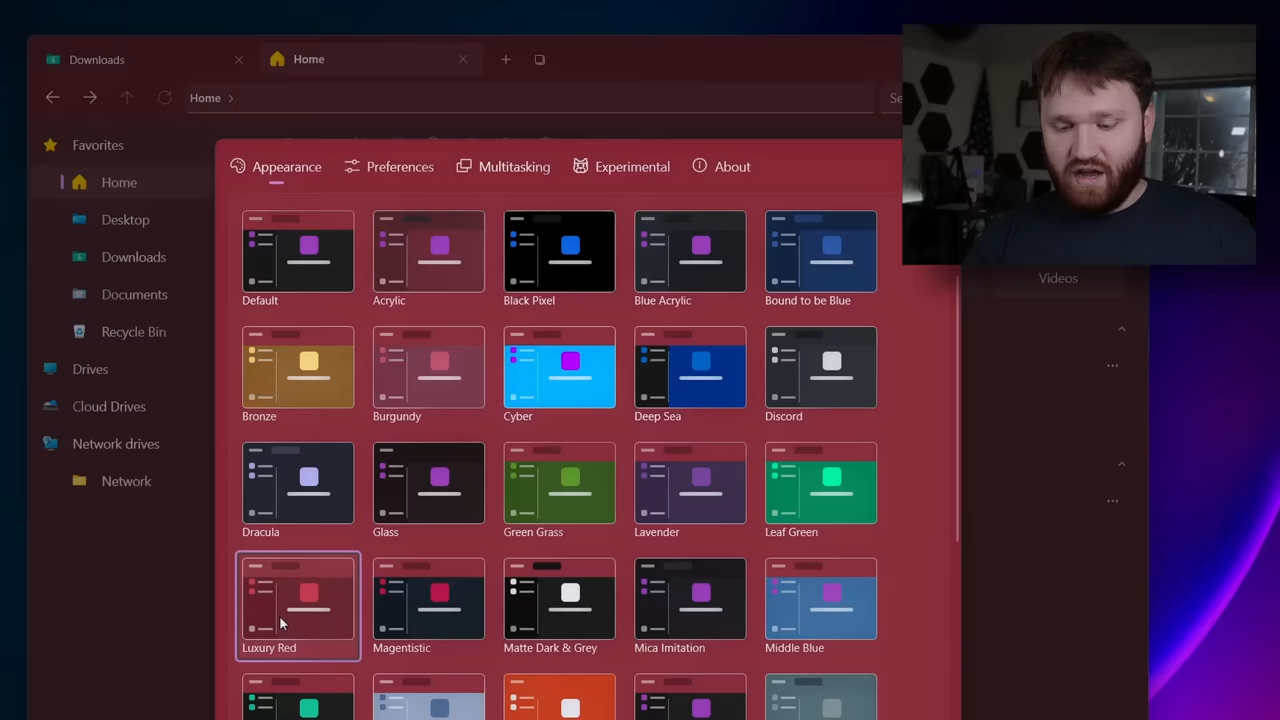 Downloads
Home
Home
Se
Favorites
Home
Desktop
Downloads
Documents
Recycle Bin
Drives
Cloud Drives
Network drives
Network
Appearance
Preferences
Multitasking
Experimental
About
Default
Acrylic
Black Pixel
Blue Acrylic
Bound to be Blue
Bronze
Burgundy
Cyber
Deep Sea
Discord
Dracula
Glass
Green Grass
Lavender
Leaf Green
Luxury Red
Magentistic
Matte Dark & Grey
Mica Imitation
Middle Blue
Videos